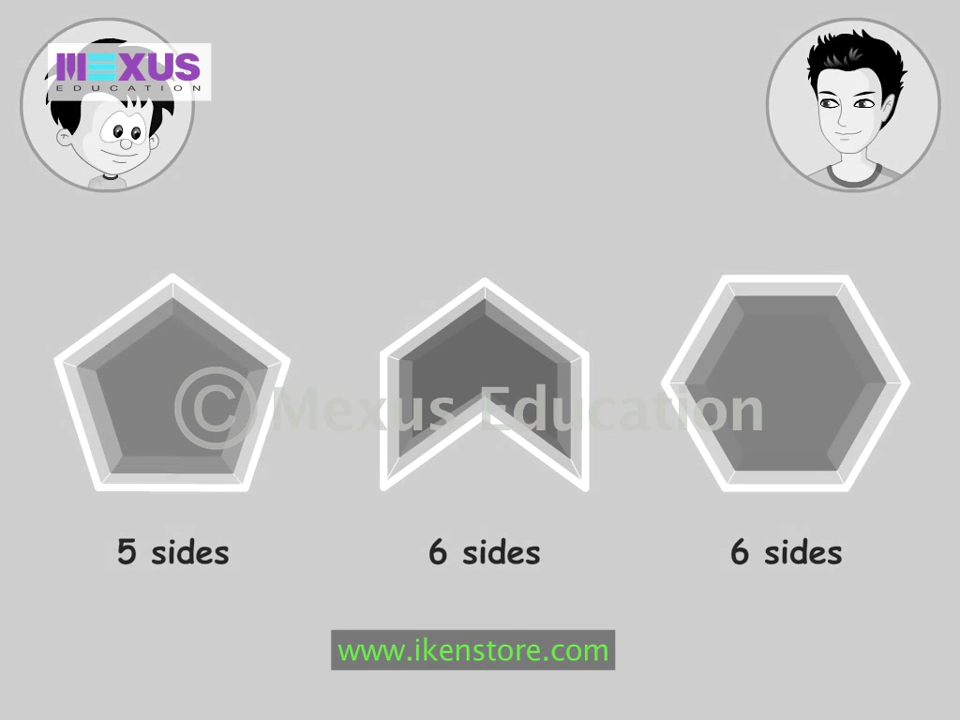 MEXUS
EDUCATION
© Mexus Education
5 sides
6 sides
6 sides
www.ikenstore.com